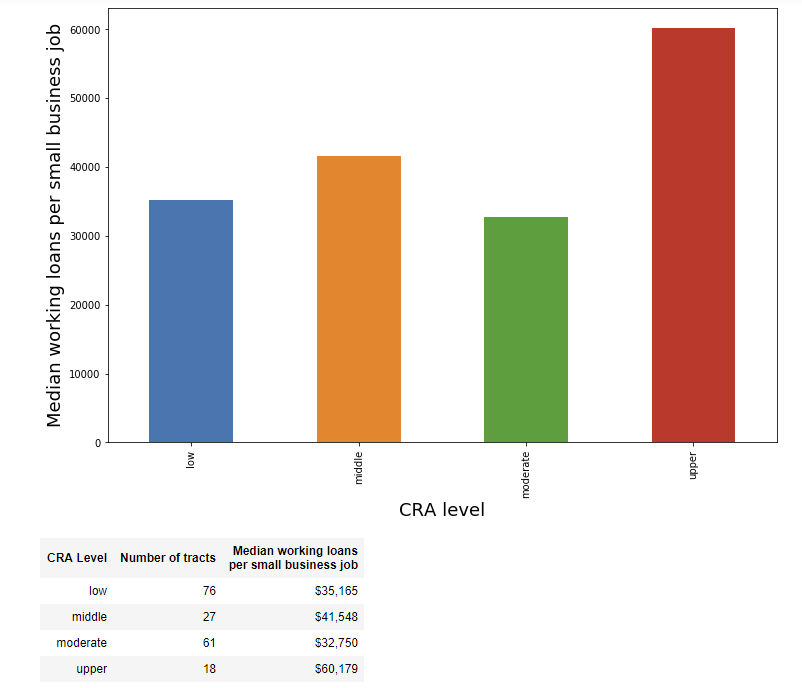 Median working loans per small business job
60000
50000
40000
30000
20000
10000
0
low
middle
moderate
upper
CRA level
CRA Level Number of tracts Median working loans
per small business job
low 76 $35,165
middle 27 $41,548
moderate 61 $32,750
upper 18 $60,179